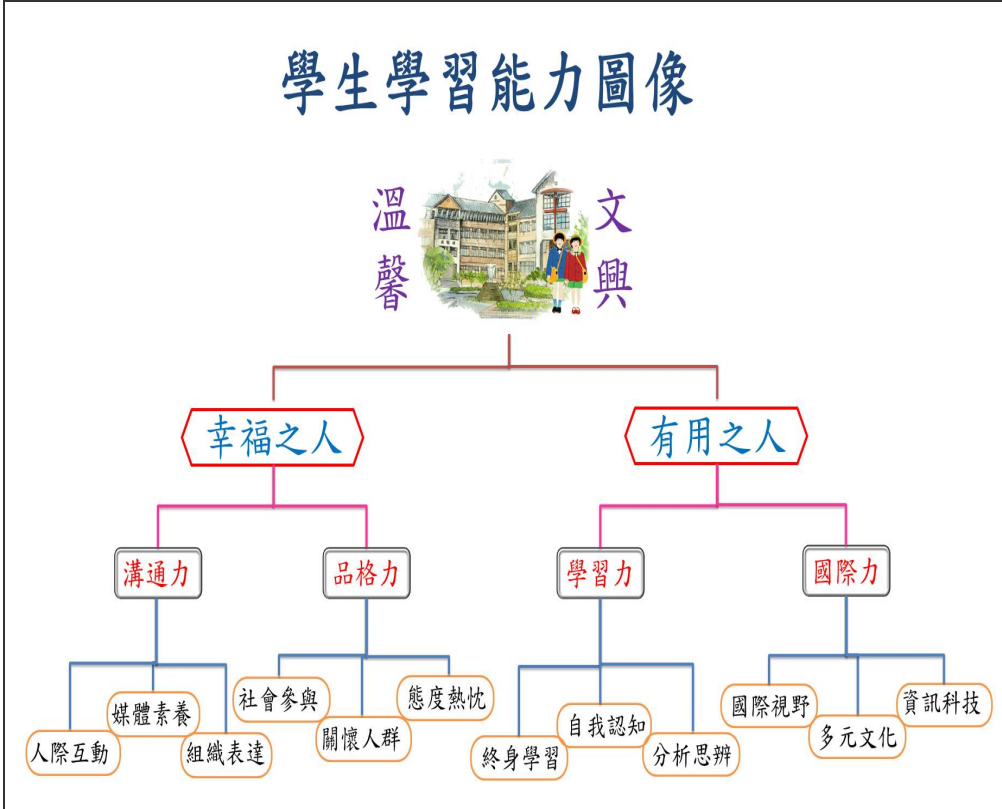 學生學習能力圖像
溫馨
文興
幸福之人
有用之人
溝通力
品格力
學習力
國際力
人際互動
媒體素養
組織表達
社會參與
關懷人群
態度熱忱
終身學習
自我認知
分析思辨
國際視野
多元文化
資訊科技